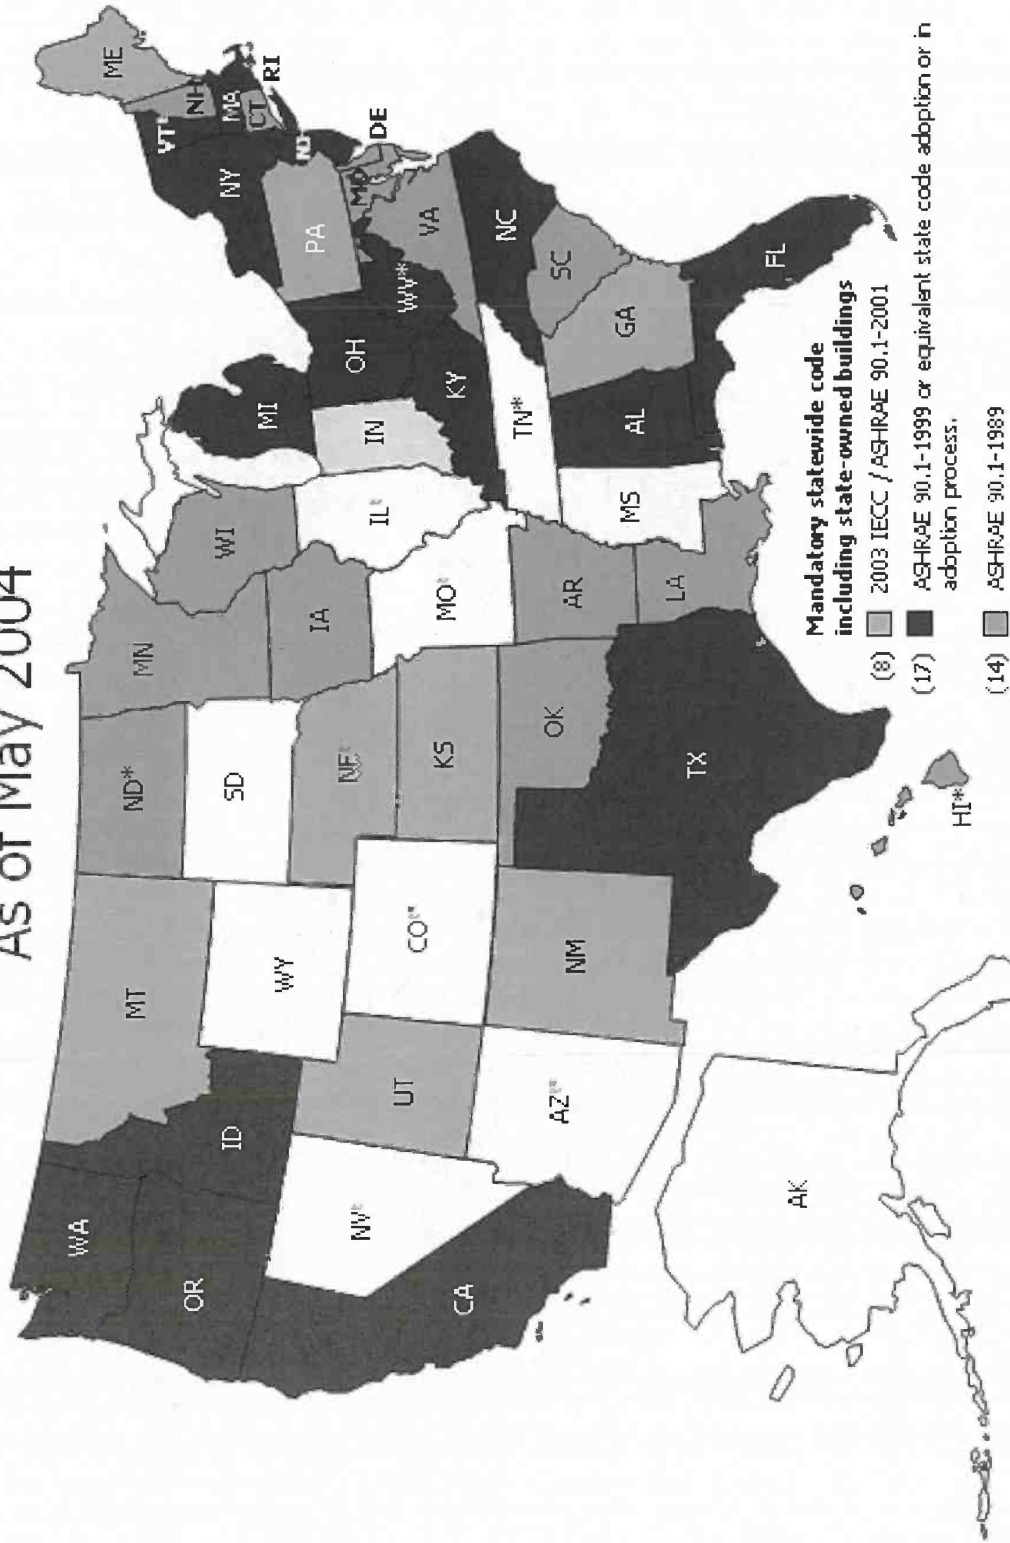 As of May 2004
WA
OR
CA
ID
NV
MT
WY
UT
CO
AZ
NM
ND*
SD
NE
KS
OK
TX
MN
IA
MO
AR
LA
WI
IL
MI
IN
OH
KY
TN*
MS
AL
GA
FL
SC
NC
VA
WV*
PA
NY
VT
NH
ME
MA
CT
RI
NJ
DE
MD
AK
HI*
Mandatory statewide code
including state-owned buildings
(8) 2003 IECC / ASHRAE 90.1-2001
(17) ASHRAE 90.1-1999 or equivalent state code adoption or in
adoption process.
(14) ASHRAE 90.1-1989